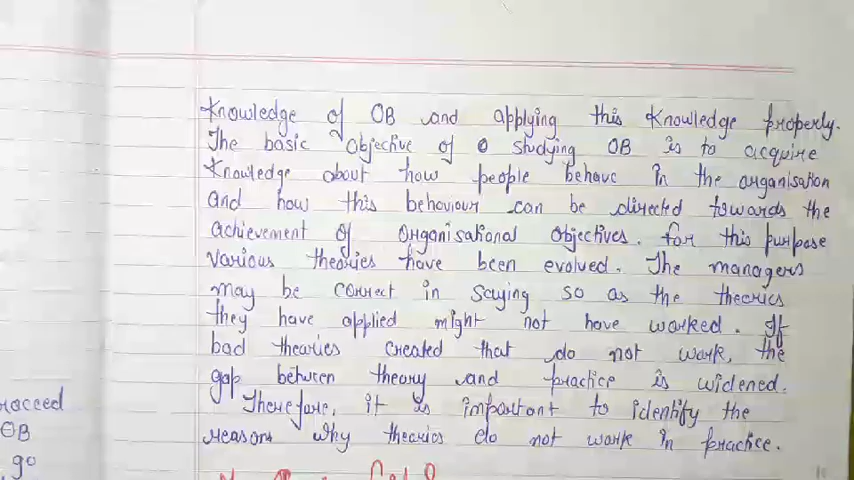 Knowledge of OB and applying this Knowledge properly.
The basic Objective of studying OB is to acquire
Knowledge about how people behave in the organisation
and how this behaviour can be directed towards the
achievement of Organisational Objectives. for this purpose
Various theories have been evolved. The managers
may be correct in saying so as the theories
they have applied might not have worked. If
bad theories created that do not work, the
gap between theory and practice is widened.
Therefore, it is important to identify the
reason why theories do not work in practice.
OB
go